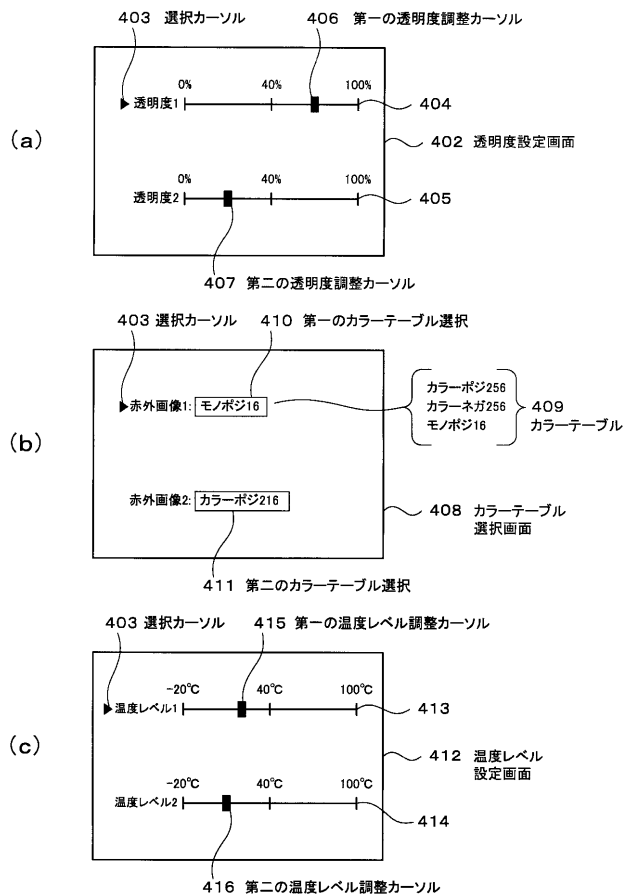 403 選択カーソル
406 第一の透明度調整カーソル
(a)
0% 40% 100%
透明度1
404
402 透明度設定画面
0% 40% 100%
透明度2
405
407 第二の透明度調整カーソル
403 選択カーソル
410 第一のカラーテーブル選択
(b)
赤外画像1: モノポジ16
カラーポジ256
カラーネガ256
モノポジ16
409
カラーテーブル
赤外画像2: カラーポジ216
408 カラーテーブル
選択画面
411 第二のカラーテーブル選択
403 選択カーソル
415 第一の温度レベル調整カーソル
(c)
-20℃ 40℃ 100℃
温度レベル1
413
412 温度レベル
設定画面
-20℃ 40℃ 100℃
温度レベル2
414
416 第二の温度レベル調整カーソル